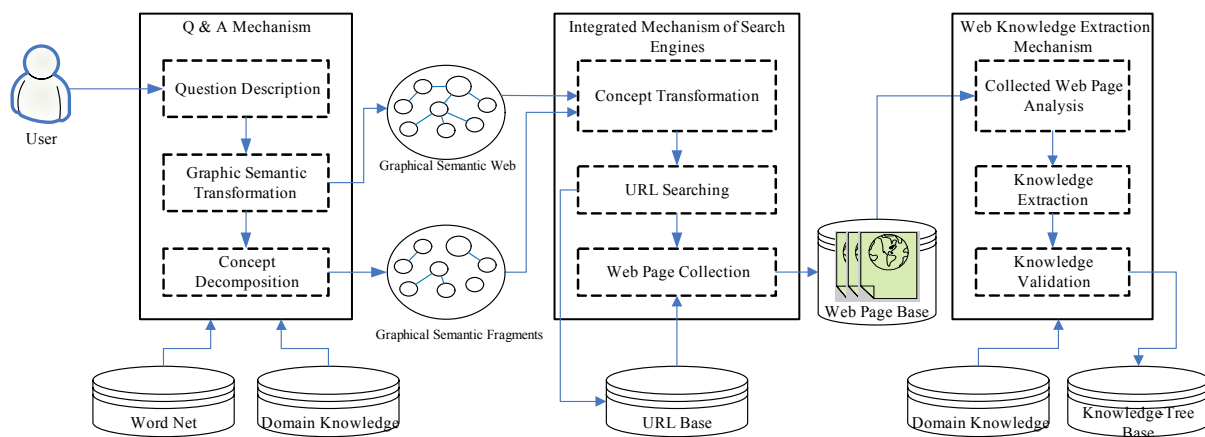 Q & A Mechanism
Question Description
Graphic Semantic
Transformation
Concept
Decomposition
User
Graphical Semantic Web
Graphical Semantic Fragments
Word Net
Domain Knowledge
Integrated Mechanism of Search
Engines
Concept Transformation
URL Searching
Web Page Collection
URL Base
Web Page Base
Web Knowledge Extraction
Mechanism
Collected Web Page
Analysis
Knowledge
Extraction
Knowledge
Validation
Domain Knowledge
Knowledge-Tree
Base